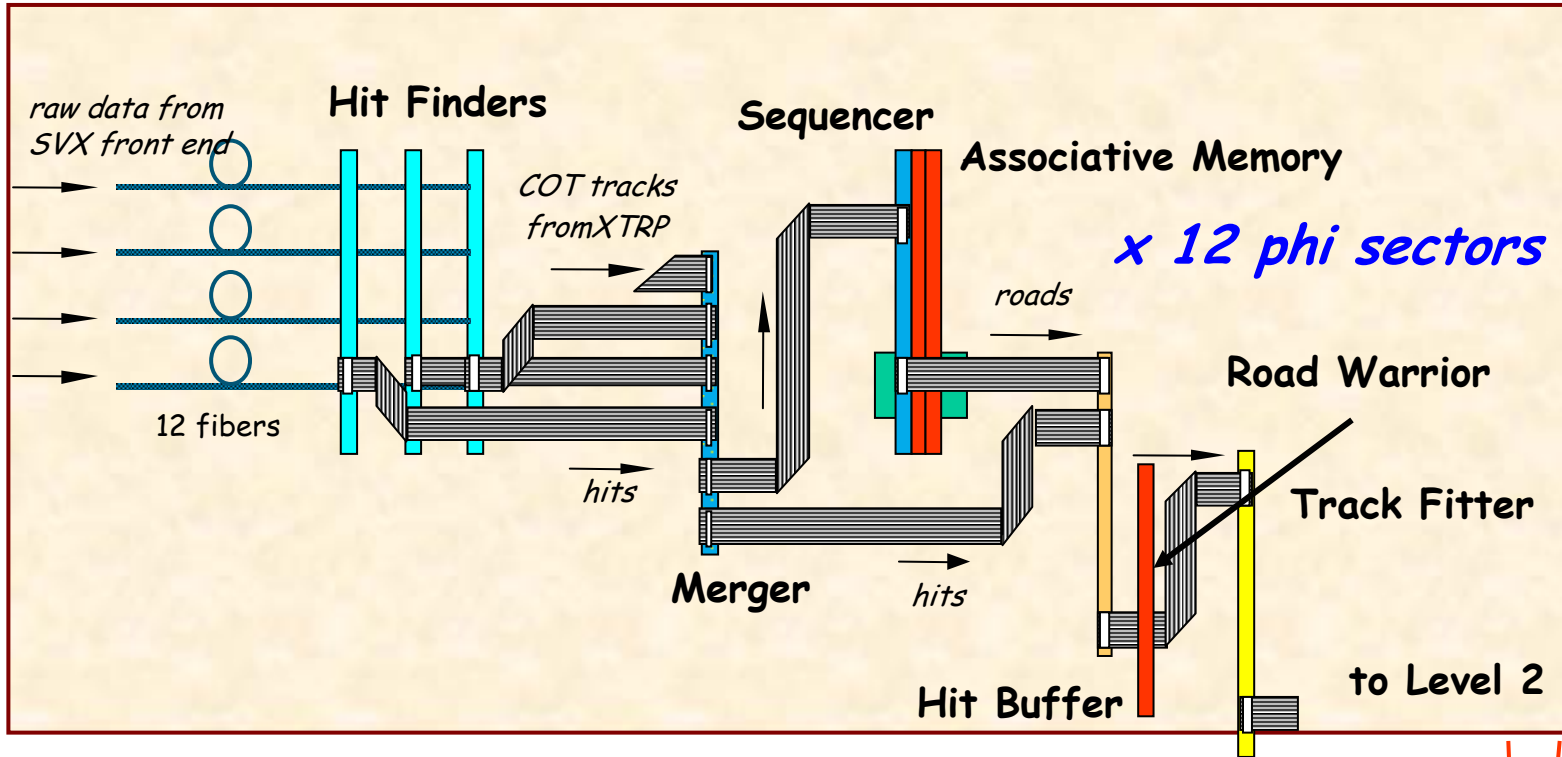 raw data from
SVX front end
Hit Finders
Sequencer
Associative Memory
COT tracks
fromXTRP
x 12 phi sectors
roads
Road Warrior
12 fibers
hits
Track Fitter
Merger
hits
to Level 2
Hit Buffer